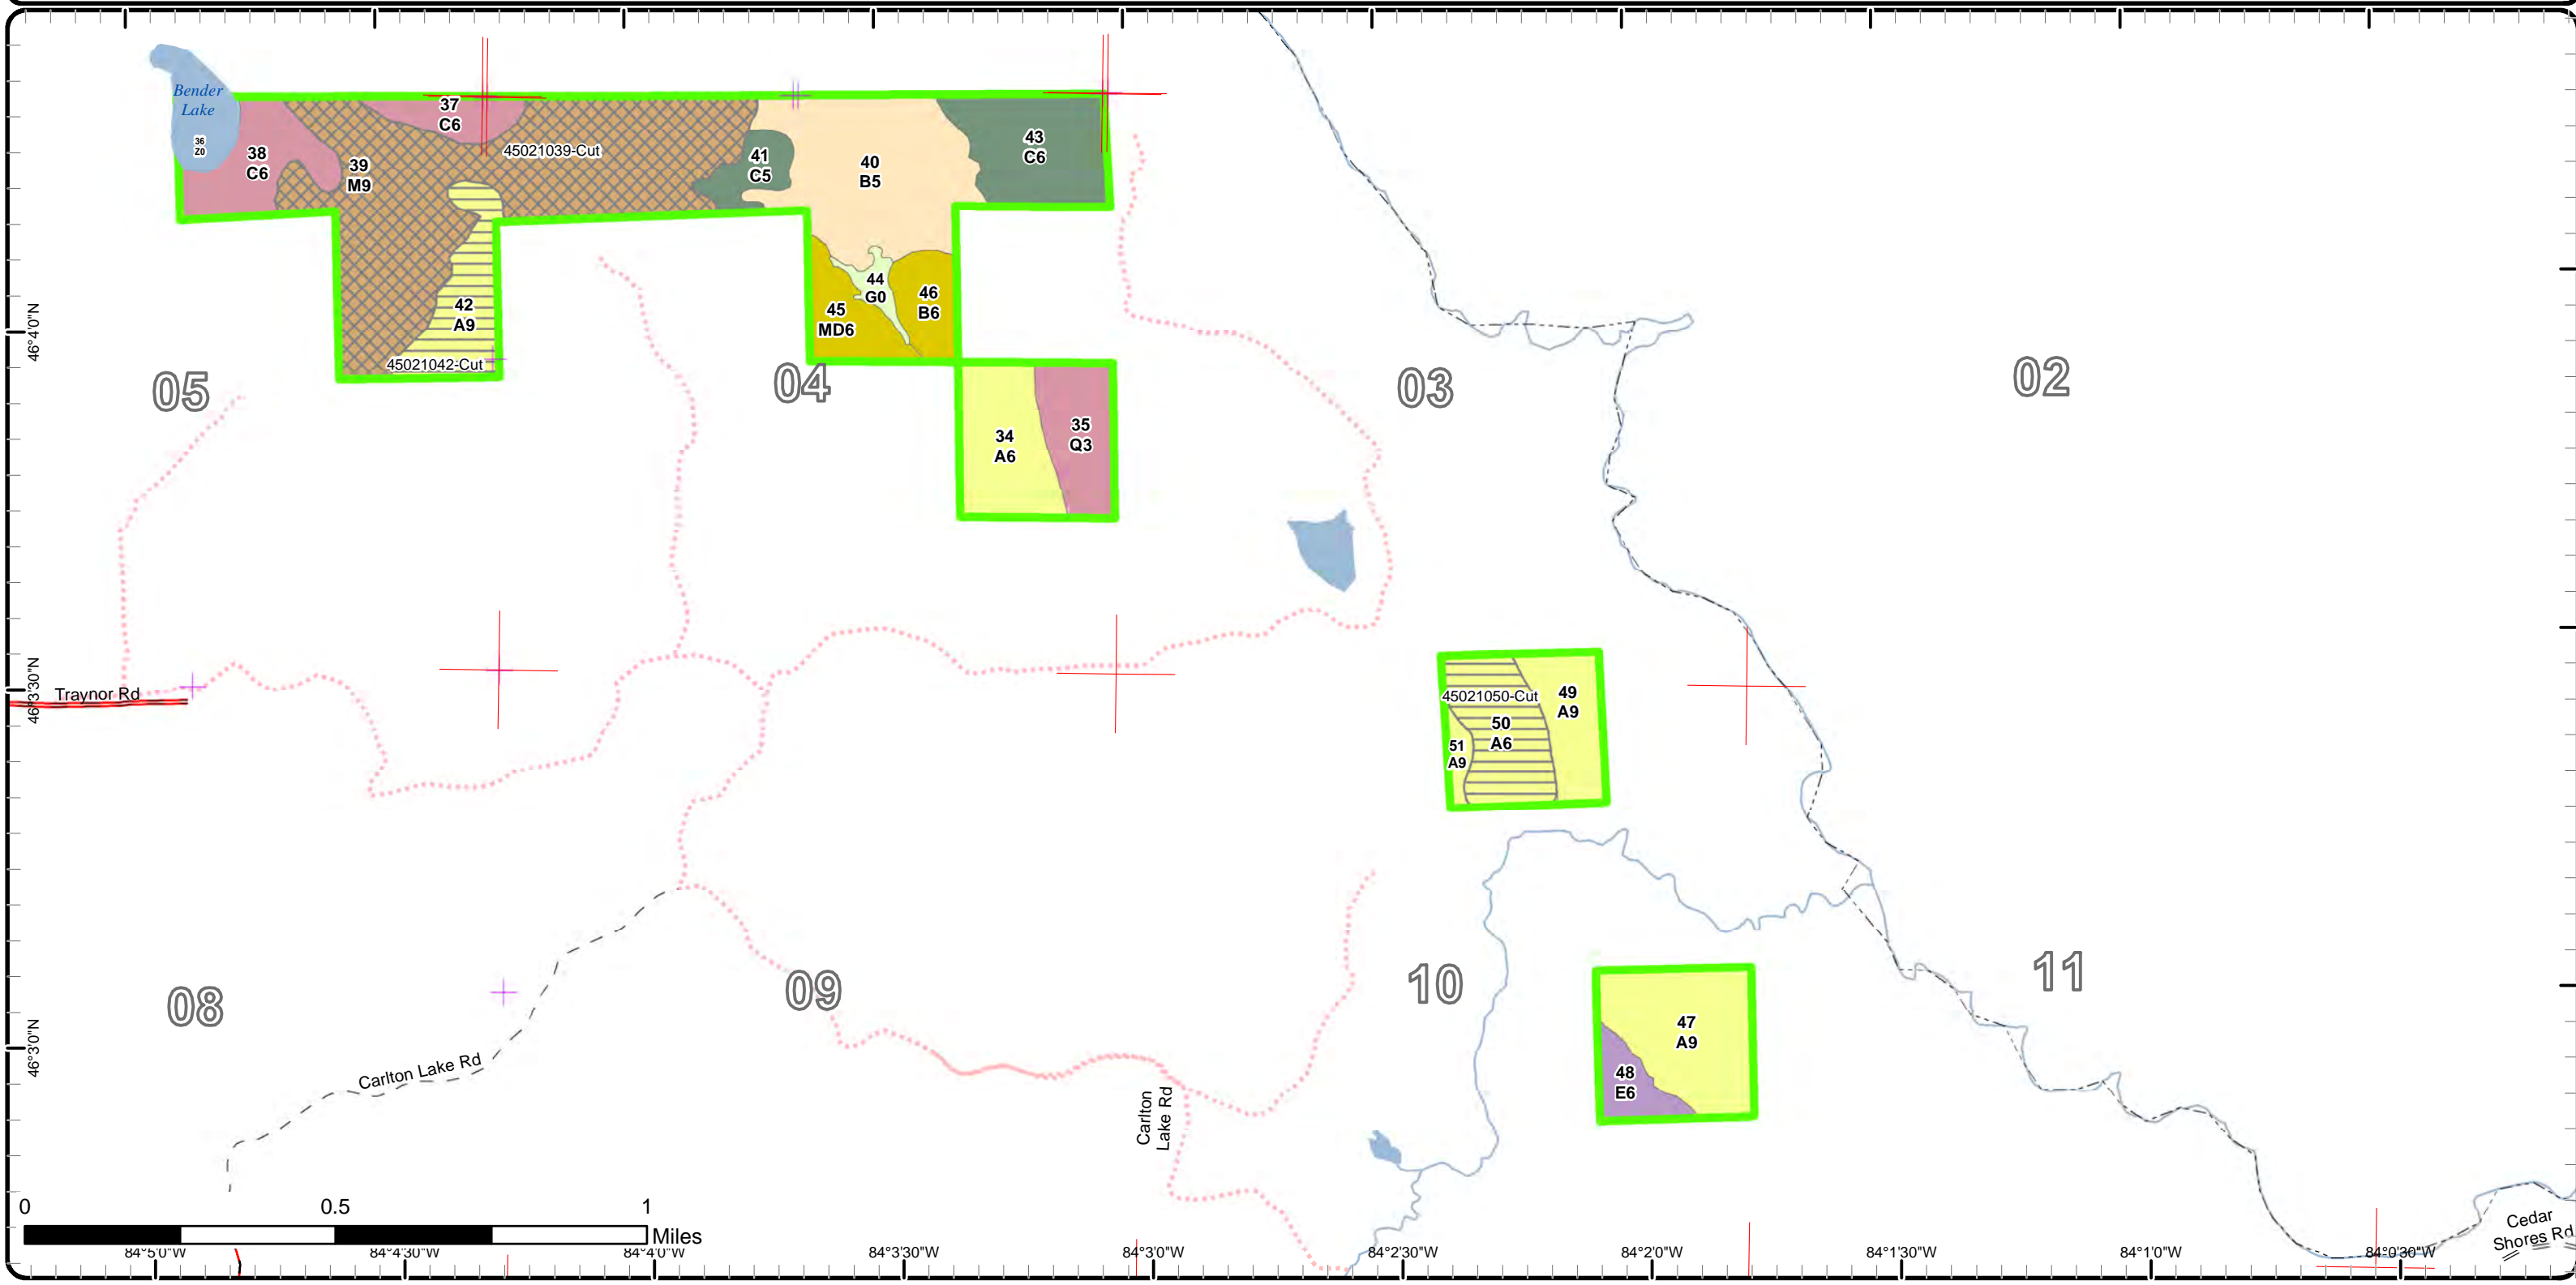 Bender
Lake
36
Z0
38
C6
39
M9
37
C6
45021039-Cut
41
C5
40
B5
43
C6
42
A9
45021042-Cut
44
G0
45
MD6
46
B6
34
A6
35
Q3
05
04
03
02
46°4'0"N
46°3'30"N
46°3'0"N
Traynor Rd
45021050-Cut
49
A9
50
A6
51
A9
08
09
10
11
47
A9
48
E6
Carlton Lake Rd
Carlton
Lake Rd
Cedar
Shores Rd
0 0.5 1
Miles
84°5'0"W 84°4'30"W 84°4'0"W 84°3'30"W 84°3'0"W 84°2'30"W 84°2'0"W 84°1'30"W 84°1'0"W 84°0'30"W